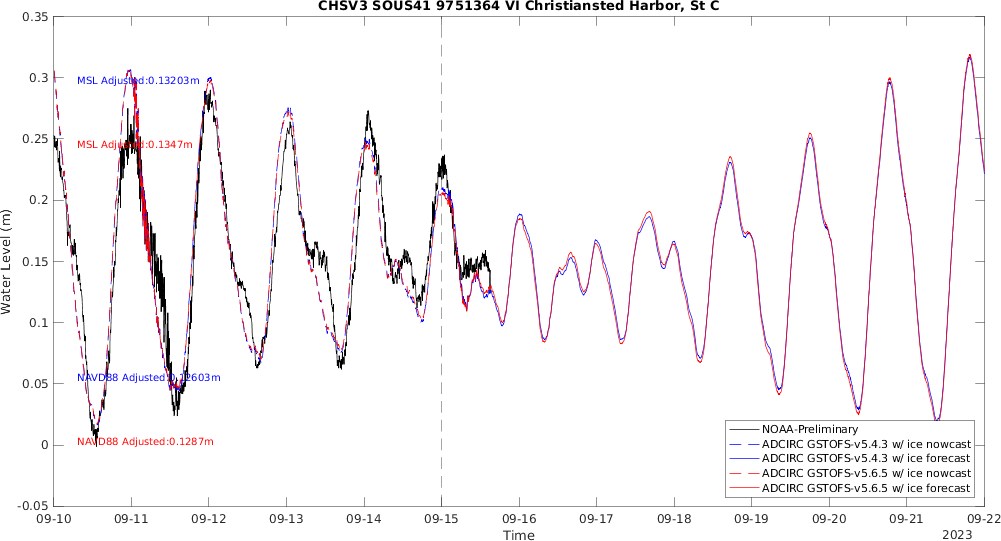 CHSV3 SOUS41 9751364 VI Christiansted Harbor, St C
0.35
0.3
0.25
0.2
0.15
0.1
0.05
0
-0.05
Water Level (m)
MSL Adjusted:0.13203m
MSL Adjusted:0.1347m
NAVD88 Adjusted:0.12603m
NAVD88 Adjusted:0.1287m
NOAA-Preliminary
ADCIRC GSTOFS-v5.4.3 w/ ice nowcast
ADCIRC GSTOFS-v5.4.3 w/ ice forecast
ADCIRC GSTOFS-v5.6.5 w/ ice nowcast
ADCIRC GSTOFS-v5.6.5 w/ ice forecast
09-10 09-11 09-12 09-13 09-14 09-15 09-16 09-17 09-18 09-19 09-20 09-21 09-22
Time
2023